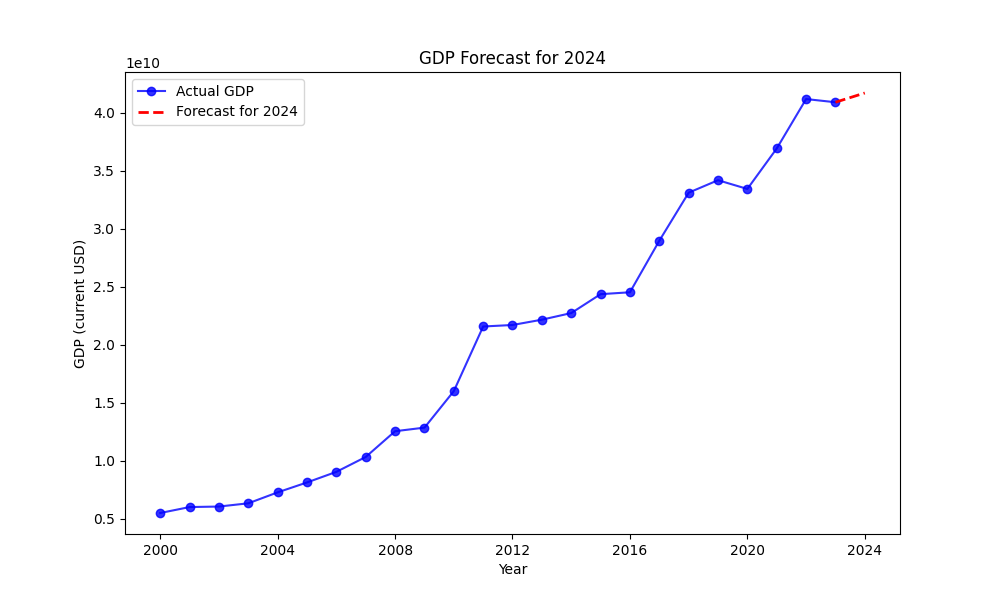 GDP Forecast for 2024
1e10
Actual GDP
Forecast for 2024
4.0
3.5
3.0
2.5
2.0
1.5
1.0
0.5
GDP (current USD)
2000 2004 2008 2012 2016 2020 2024
Year